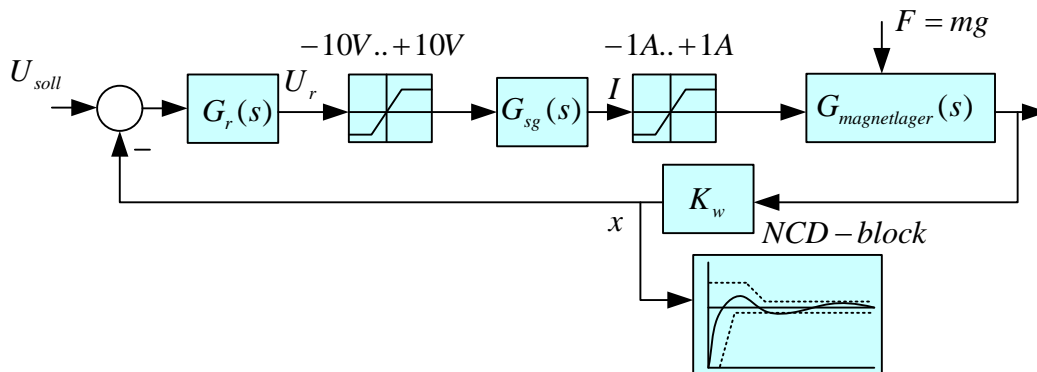 F = mg
−10V.. +10V
−1A.. +1A
U_soll
G_r(s)
U_r
G_sg(s)
I
G_magnetlager(s)
−
K_w
x
NCD − block